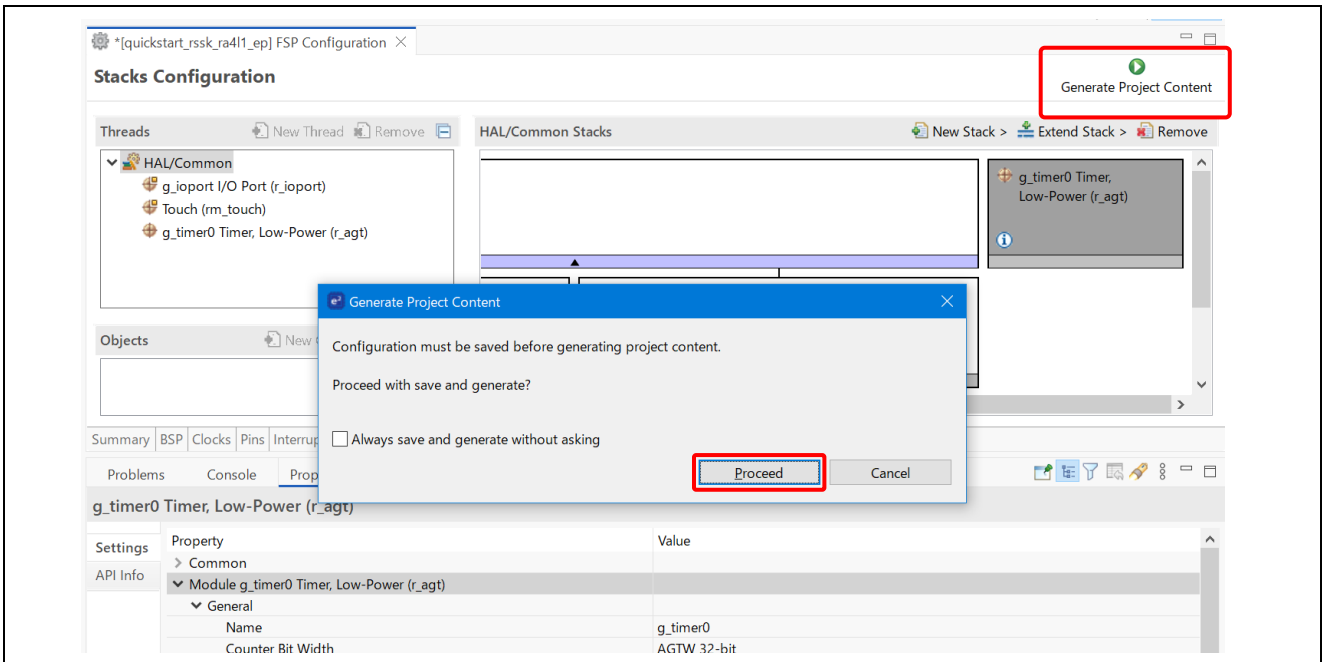 *[quickstart_rssk_ra4l1_ep] FSP Configuration
Stacks Configuration
Generate Project Content
Threads
New Thread
Remove
HAL/Common Stacks
New Stack >
Extend Stack >
Remove
HAL/Common
g_ioport I/O Port (r_ioport)
Touch (rm_touch)
g_timer0 Timer, Low-Power (r_agt)
g_timer0 Timer,
Low-Power (r_agt)
Generate Project Content
Objects
New
Configuration must be saved before generating project content.
Proceed with save and generate?
Always save and generate without asking
Proceed
Cancel
Summary
BSP
Clocks
Pins
Interrup
Problems
Console
Prop
g_timer0 Timer, Low-Power (r_agt)
Settings
API Info
Property
Value
Common
Module g_timer0 Timer, Low-Power (r_agt)
General
Name
g_timer0
Counter Bit Width
AGTW 32-bit